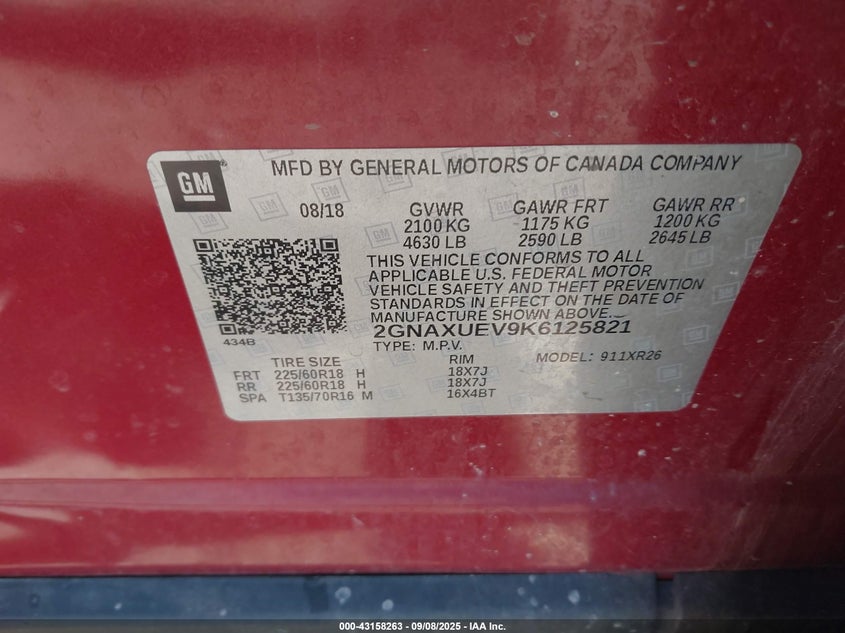 GM
MFD BY GENERAL MOTORS OF CANADA COMPANY
08/18 GVWR GAWR FRT GAWR RR
2100 KG 1175 KG 1200 KG
4630 LB 2590 LB 2645 LB
THIS VEHICLE CONFORMS TO ALL
APPLICABLE U.S. FEDERAL MOTOR
VEHICLE SAFETY AND THEFT PREVENTION
STANDARDS IN EFFECT ON THE DATE OF
MANUFACTURE SHOWN ABOVE.
434B 2GNAXUEV9K6125821
TYPE: M.P.V. MODEL: 911XR26
TIRE SIZE RIM
FRT 225/60R18 H 18X7J
RR 225/60R18 H 18X7J
SPA T135/70R16 M 16X4BT
000-43158263 - 09/08/2025 - IAA Inc.